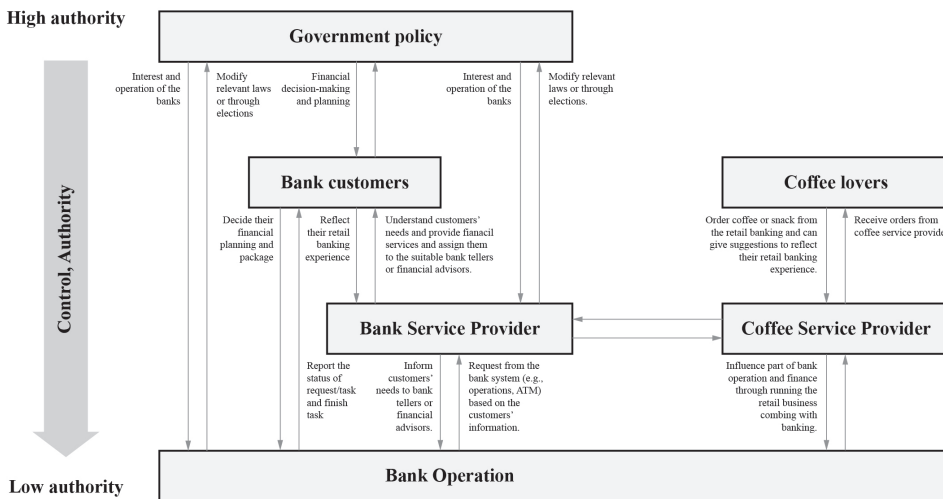 High authority
Government policy
Interest and
operation of the
banks
Modify
relevant laws
or through
elections
Financial
decision-making
and planning
Interest and
operation of the
banks
Modify relevant
laws or through
elections.
Control, Authority
Bank customers
Coffee lovers
Decide their
financial
planning and
package
Reflect
their retail
banking
experience
Understand customers'
needs and provide fianacil
services and assign them
to the suitable bank tellers
or financial advisors.
Order coffee or snack from
the retail banking and can
give suggestions to reflect
their retail banking
experience.
Receive orders from
coffee service provide
Bank Service Provider
Coffee Service Provider
Report the
status of
request/task
and finish
task
Inform
customers'
needs to bank
tellers or
financial
advisors.
Request from the
bank system (e.g.,
operations, ATM)
based on the
customers'
information.
Influence part of bank
operation and finance
through running the
retail business
combing with
banking.
Bank Operation
Low authority